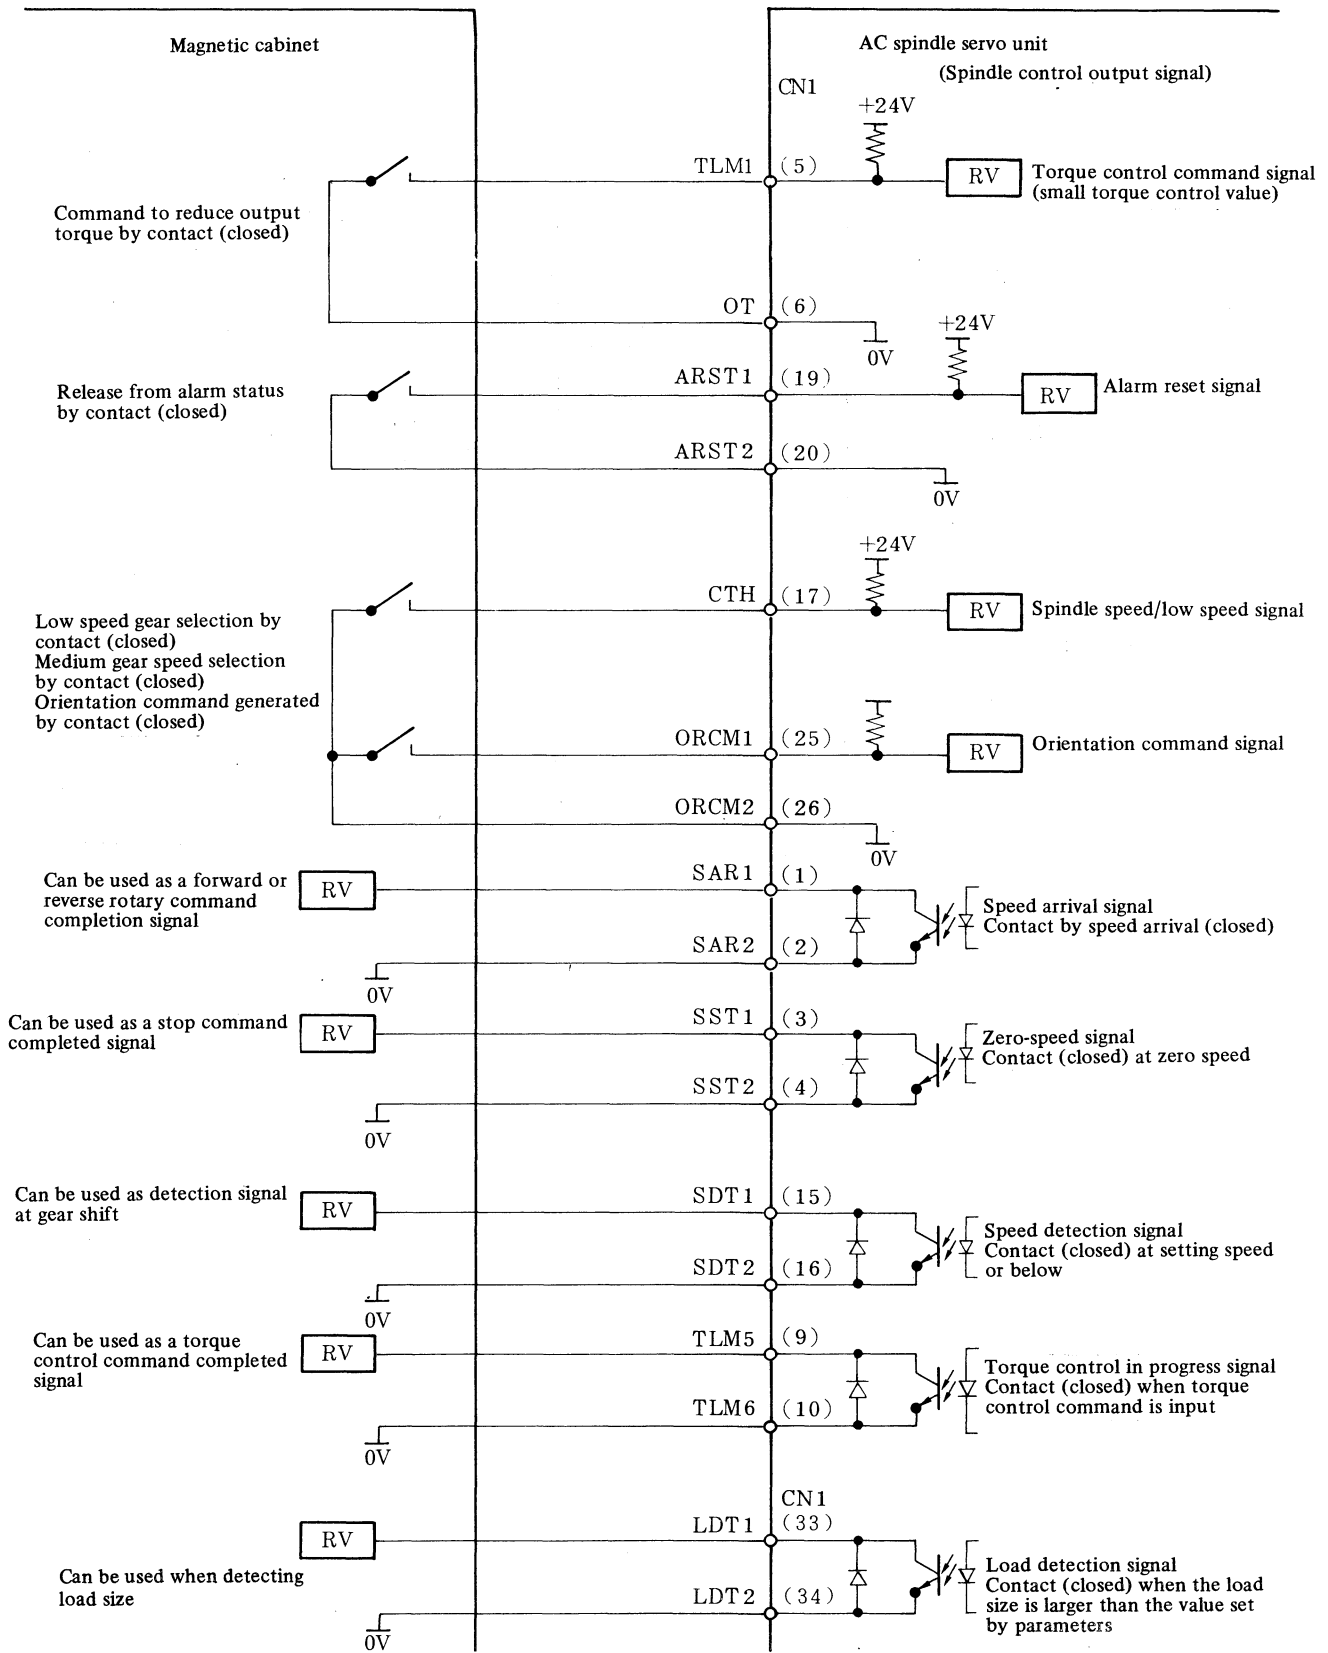 Magnetic cabinet
AC spindle servo unit
(Spindle control output signal)
CN1
+24V
TLM1 (5)
RV
Torque control command signal
(small torque control value)
Command to reduce output
torque by contact (closed)
OT (6)
0V
+24V
ARST1 (19)
RV
Alarm reset signal
Release from alarm status
by contact (closed)
ARST2 (20)
0V
+24V
CTH (17)
RV
Spindle speed/low speed signal
Low speed gear selection by
contact (closed)
Medium gear speed selection
by contact (closed)
Orientation command generated
by contact (closed)
ORCM1 (25)
RV
Orientation command signal
ORCM2 (26)
0V
Can be used as a forward or
reverse rotary command
completion signal
RV
SAR1 (1)
Speed arrival signal
Contact by speed arrival (closed)
SAR2 (2)
0V
Can be used as a stop command
completed signal
RV
SST1 (3)
Zero-speed signal
Contact (closed) at zero speed
SST2 (4)
0V
Can be used as detection signal
at gear shift
RV
SDT1 (15)
Speed detection signal
Contact (closed) at setting speed
or below
SDT2 (16)
0V
Can be used as a torque
control command completed
signal
RV
TLM5 (9)
Torque control in progress signal
Contact (closed) when torque
control command is input
TLM6 (10)
0V
CN1
RV
LDT1 (33)
Load detection signal
Contact (closed) when the load
size is larger than the value set
by parameters
Can be used when detecting
load size
LDT2 (34)
0V